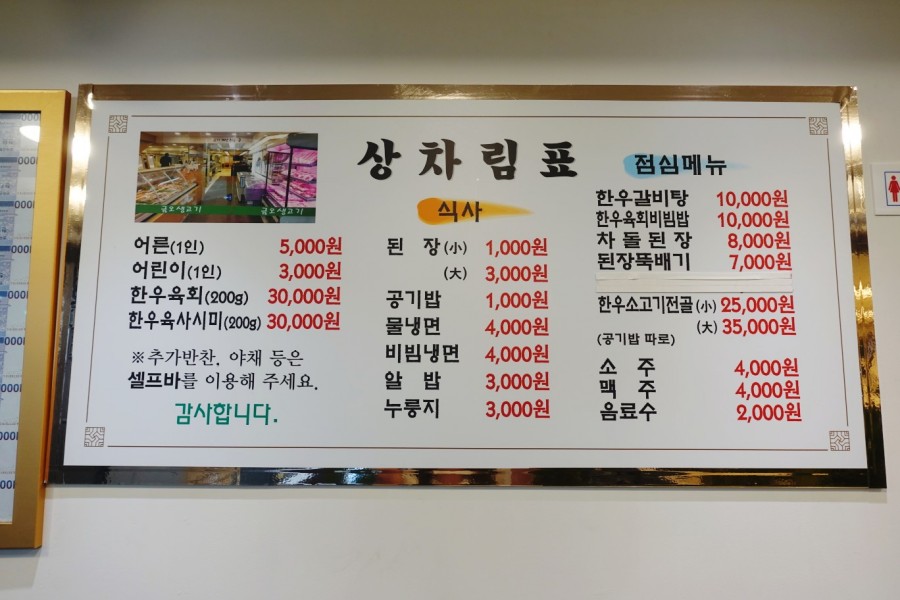 상차림표
금오생고기
금오생고기
어른(1인) 5,000원
어린이(1인) 3,000원
한우육회(200g) 30,000원
한우육사시미(200g) 30,000원
※추가반찬. 야채 등은
셀프바를 이용해 주세요.
감사합니다.
식사
된 장(小) 1,000원
(大) 3,000원
공기밥 1,000원
물냉면 4,000원
비빔냉면 4,000원
알 밥 3,000원
누룽지 3,000원
점심메뉴
한우갈비탕 10,000원
한우육회비빔밥 10,000원
차돌된장 8,000원
된장뚝배기 7,000원
한우소고기전골(小) 25,000원
(大) 35,000원
(공기밥 따로)
소 주 4,000원
맥 주 4,000원
음료수 2,000원